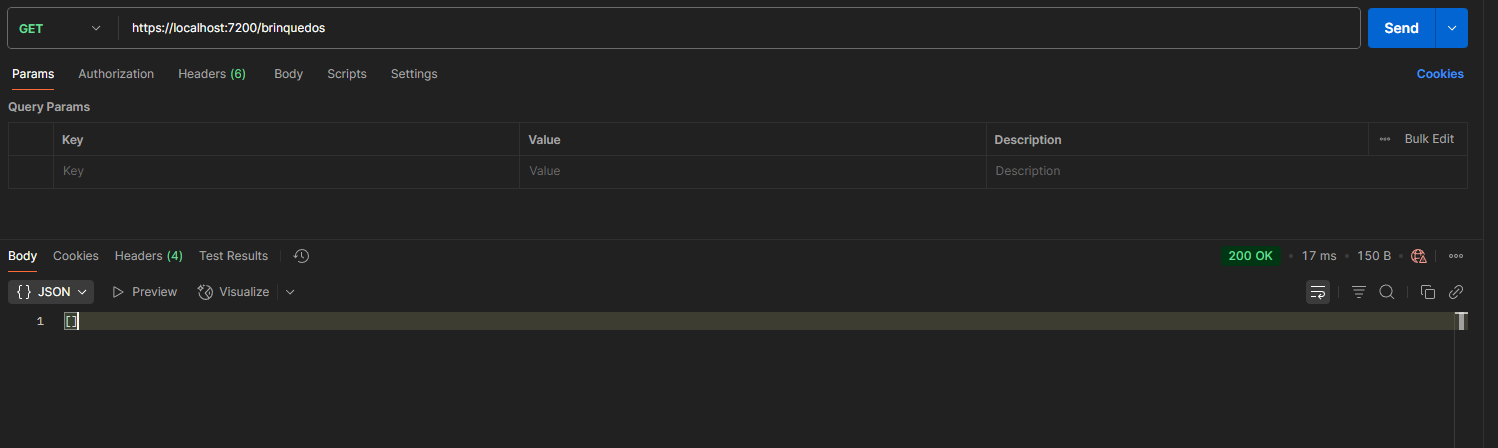 GET https://localhost:7200/brinquedos Send
Params Authorization Headers (6) Body Scripts Settings Cookies
Query Params
Key Value Description Bulk Edit
Key Value Description
Body Cookies Headers (4) Test Results 200 OK • 17 ms • 150 B •
{} JSON Preview Visualize
1 []